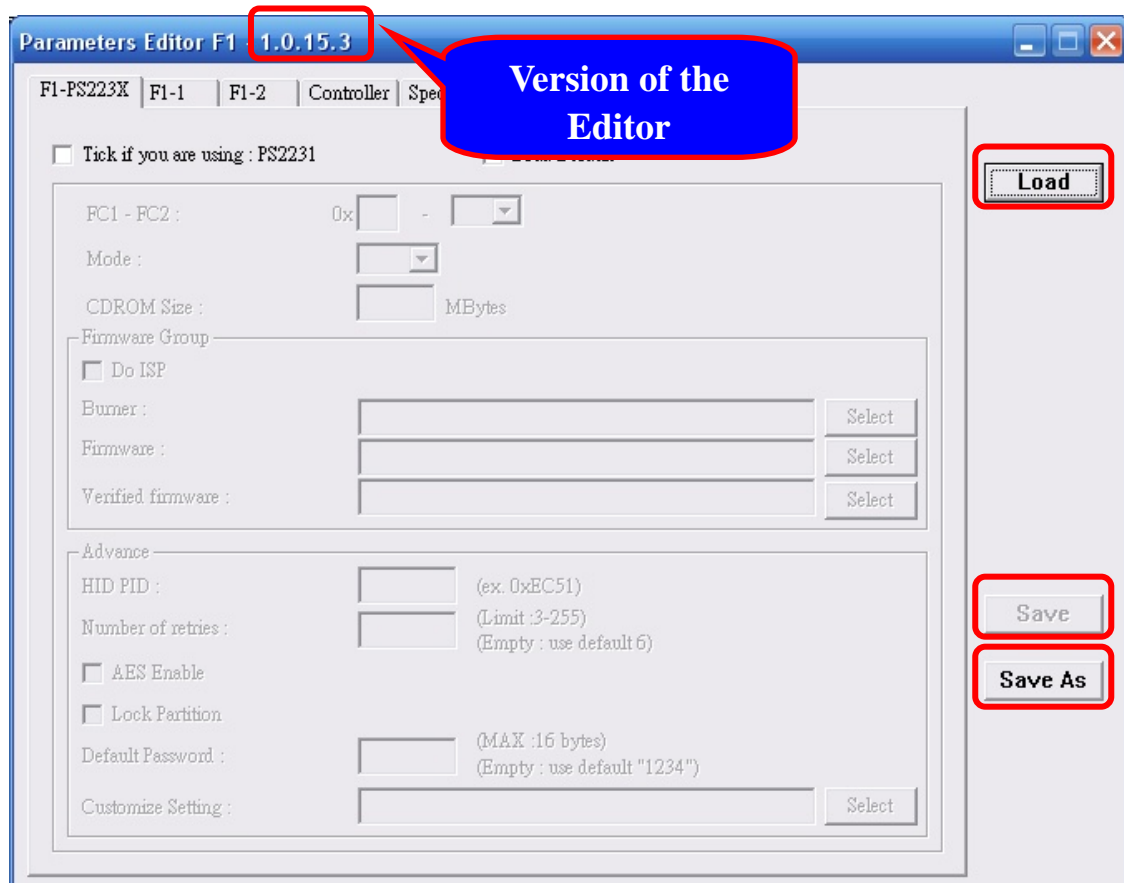 Parameters Editor F1 - 1.0.15.3
Version of the
Editor
F1-PS223X F1-1 F1-2 Controller
Tick if you are using : PS2231
Load
FC1 - FC2 : 0x -
Mode :
CDROM Size : MBytes
Firmware Group
Do ISP
Burner : Select
Firmware : Select
Verified firmware : Select
Advance
HID PID : (ex. 0xEC51)
Number of retries : (Limit :3-255)
(Empty : use default 6)
Save
AES Enable
Save As
Lock Partition
Default Password : (MAX :16 bytes)
(Empty : use default "1234")
Customize Setting : Select